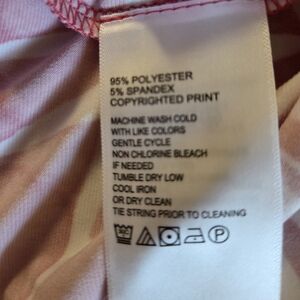 95% POLYESTER
5% SPANDEX
COPYRIGHTED PRINT
MACHINE WASH COLD
WITH LIKE COLORS
GENTLE CYCLE
NON CHLORINE BLEACH
IF NEEDED
TUMBLE DRY LOW
COOL IRON
OR DRY CLEAN
TIE STRING PRIOR TO CLEANING